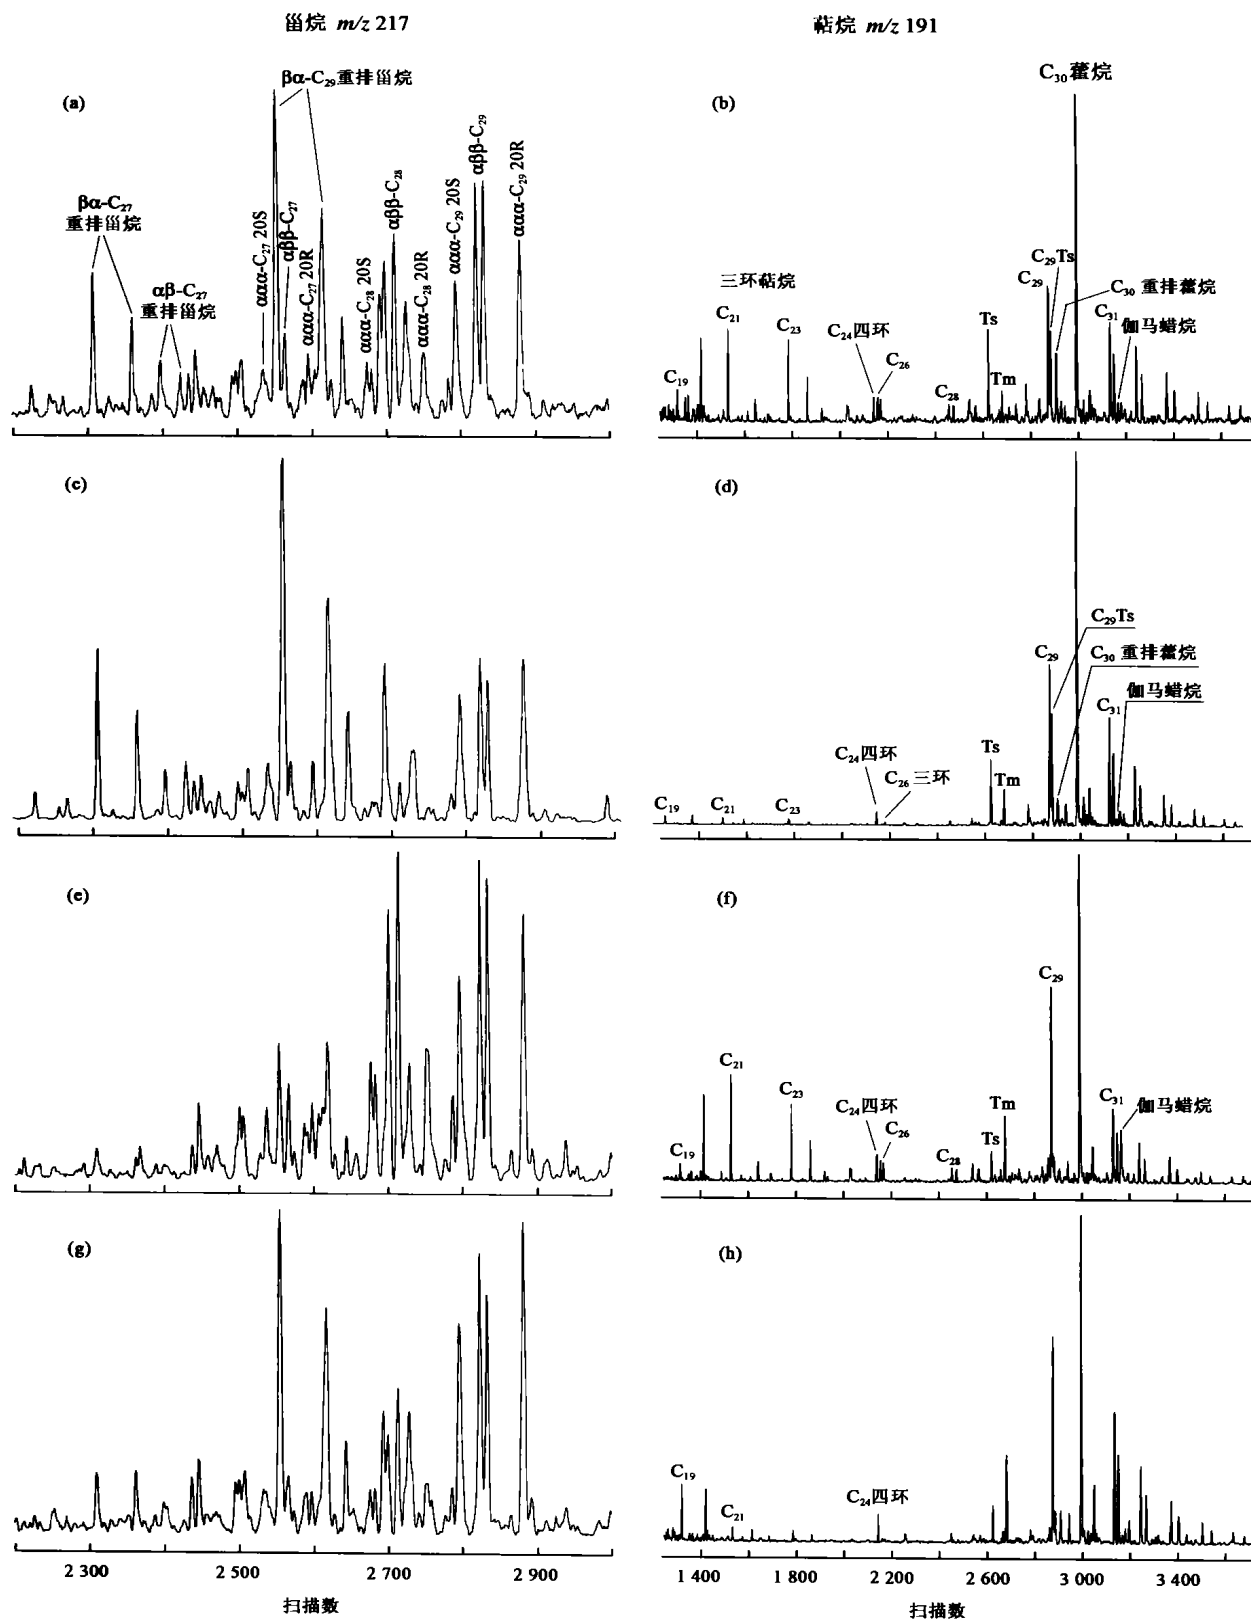 甾烷 m/z 217
萜烷 m/z 191
(a)
βα-C₂₉重排甾烷
βα-C₂₇
重排甾烷
αβ-C₂₇
重排甾烷
ααα-C₂₇ 20S
αββ-C₂₇
ααα-C₂₇ 20R
ααα-C₂₈ 20S
αββ-C₂₈
ααα-C₂₈ 20R
ααα-C₂₉ 20S
αββ-C₂₉
ααα-C₂₉ 20R
(b)
C₃₀藿烷
三环萜烷
C₁₉
C₂₁
C₂₃
C₂₄四环
C₂₆
C₂₈
Ts
Tm
C₂₉
C₂₉Ts
C₃₀ 重排藿烷
C₃₁
伽马蜡烷
(c)
(d)
C₁₉
C₂₁
C₂₃
C₂₄四环
C₂₆ 三环
Ts
Tm
C₂₉
C₂₉Ts
C₃₀ 重排藿烷
伽马蜡烷
C₃₁
(e)
(f)
C₁₉
C₂₁
C₂₃
C₂₄四环
C₂₆
C₂₈
Ts
Tm
C₂₉
C₃₁
伽马蜡烷
(g)
(h)
C₁₉
C₂₁
C₂₄四环
2 300 2 500 2 700 2 900
扫描数
1 400 1 800 2 200 2 600 3 000 3 400
扫描数